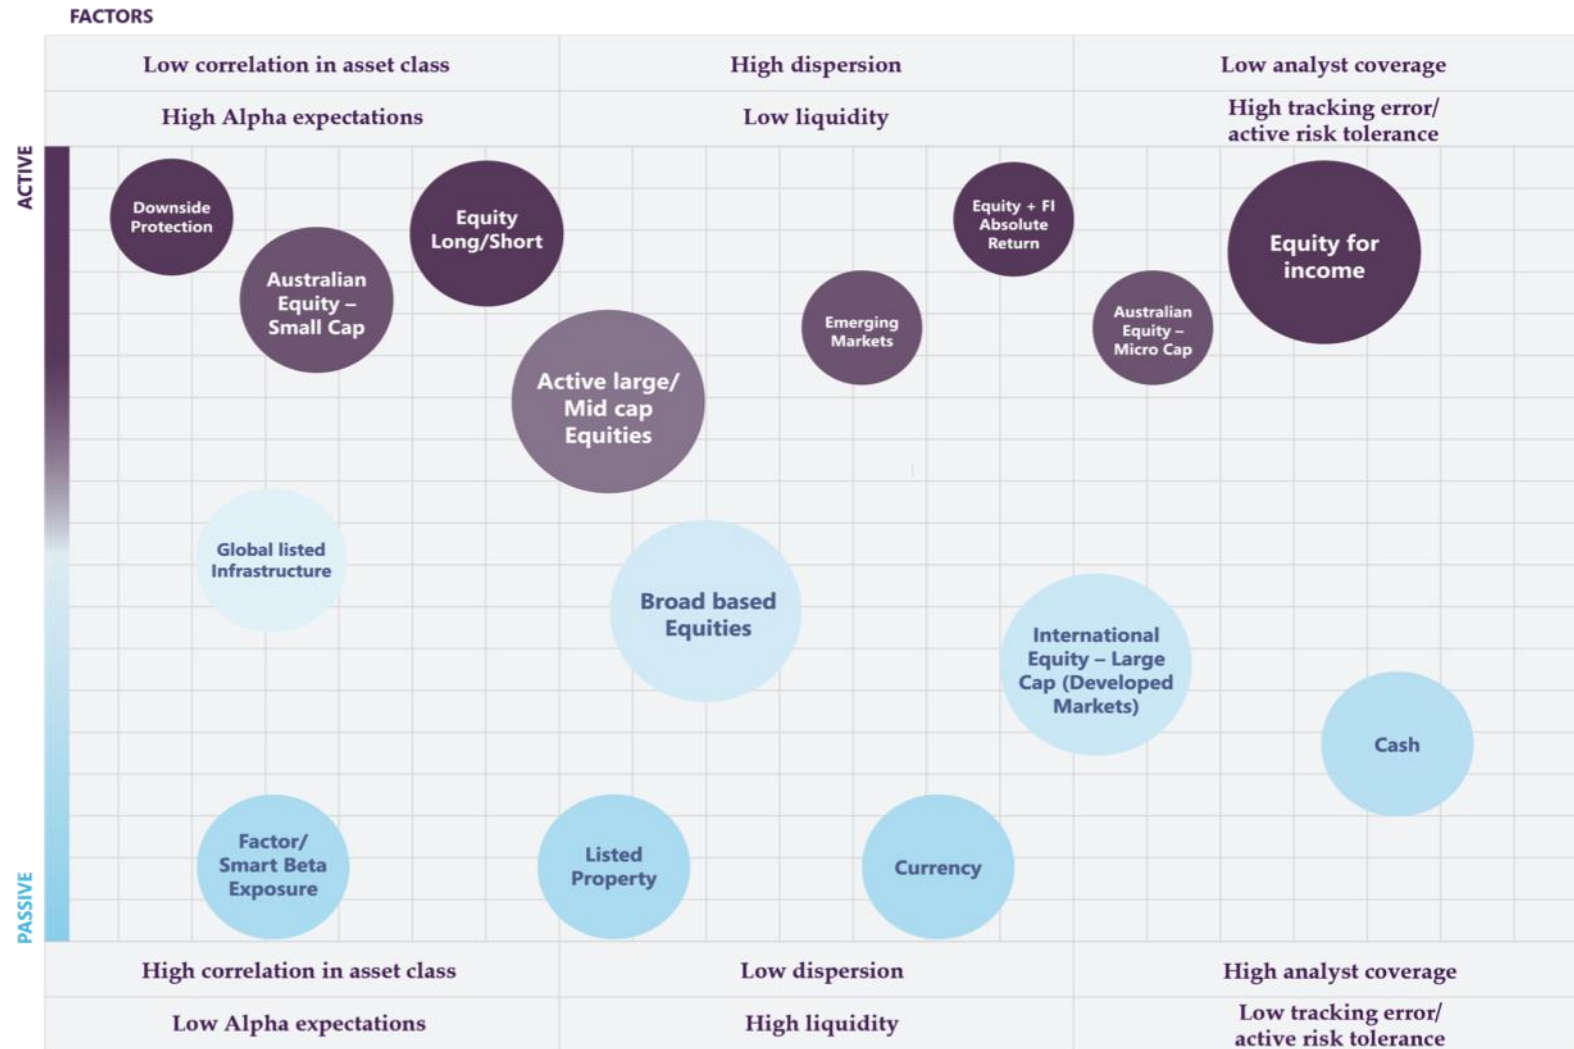 FACTORS
Low correlation in asset class
High dispersion
Low analyst coverage
High Alpha expectations
Low liquidity
High tracking error/
active risk tolerance
ACTIVE
Downside
Protection
Australian
Equity –
Small Cap
Equity
Long/Short
Active large/
Mid cap
Equities
Emerging
Markets
Equity + FI
Absolute
Return
Australian
Equity –
Micro Cap
Equity for
income
Global listed
Infrastructure
Broad based
Equities
International
Equity – Large
Cap (Developed
Markets)
Cash
Factor/
Smart Beta
Exposure
Listed
Property
Currency
PASSIVE
High correlation in asset class
Low dispersion
High analyst coverage
Low Alpha expectations
High liquidity
Low tracking error/
active risk tolerance